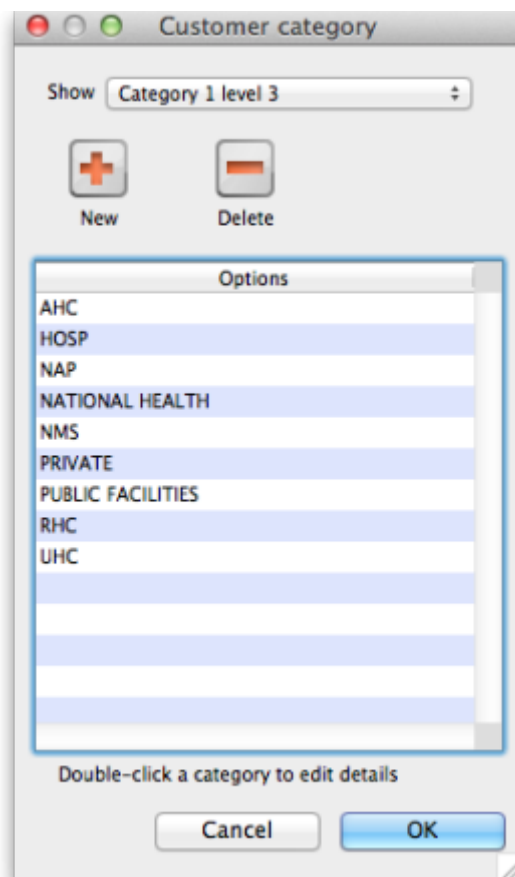 Customer category
Show Category 1 level 3
New Delete
Options
AHC
HOSP
NAP
NATIONAL HEALTH
NMS
PRIVATE
PUBLIC FACILITIES
RHC
UHC
Double-click a category to edit details
Cancel OK